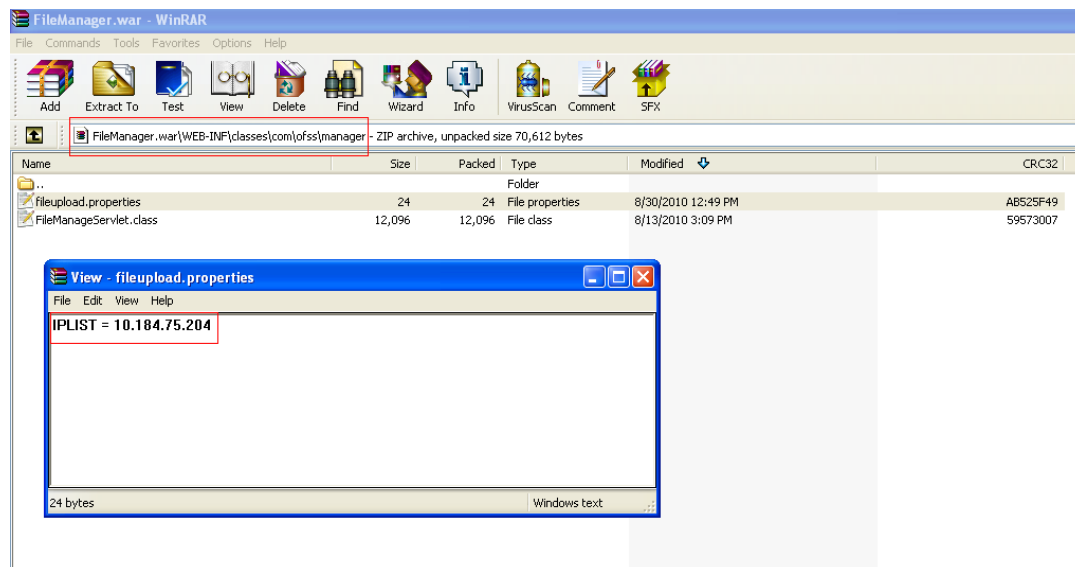 FileManager.war - WinRAR
File Commands Tools Favorites Options Help
Add Extract To Test View Delete Find Wizard Info VirusScan Comment SFX
FileManager.war\WEB-INF\classes\com\ofss\manager - ZIP archive, unpacked size 70,612 bytes
Name Size Packed Type Modified CRC32
.. Folder
fileupload.properties 24 24 File properties 8/30/2010 12:49 PM AB525F49
FileManageServlet.class 12,096 12,096 File class 8/13/2010 3:09 PM 59573007
View - fileupload.properties
File Edit View Help
IPLIST = 10.184.75.204
24 bytes Windows text